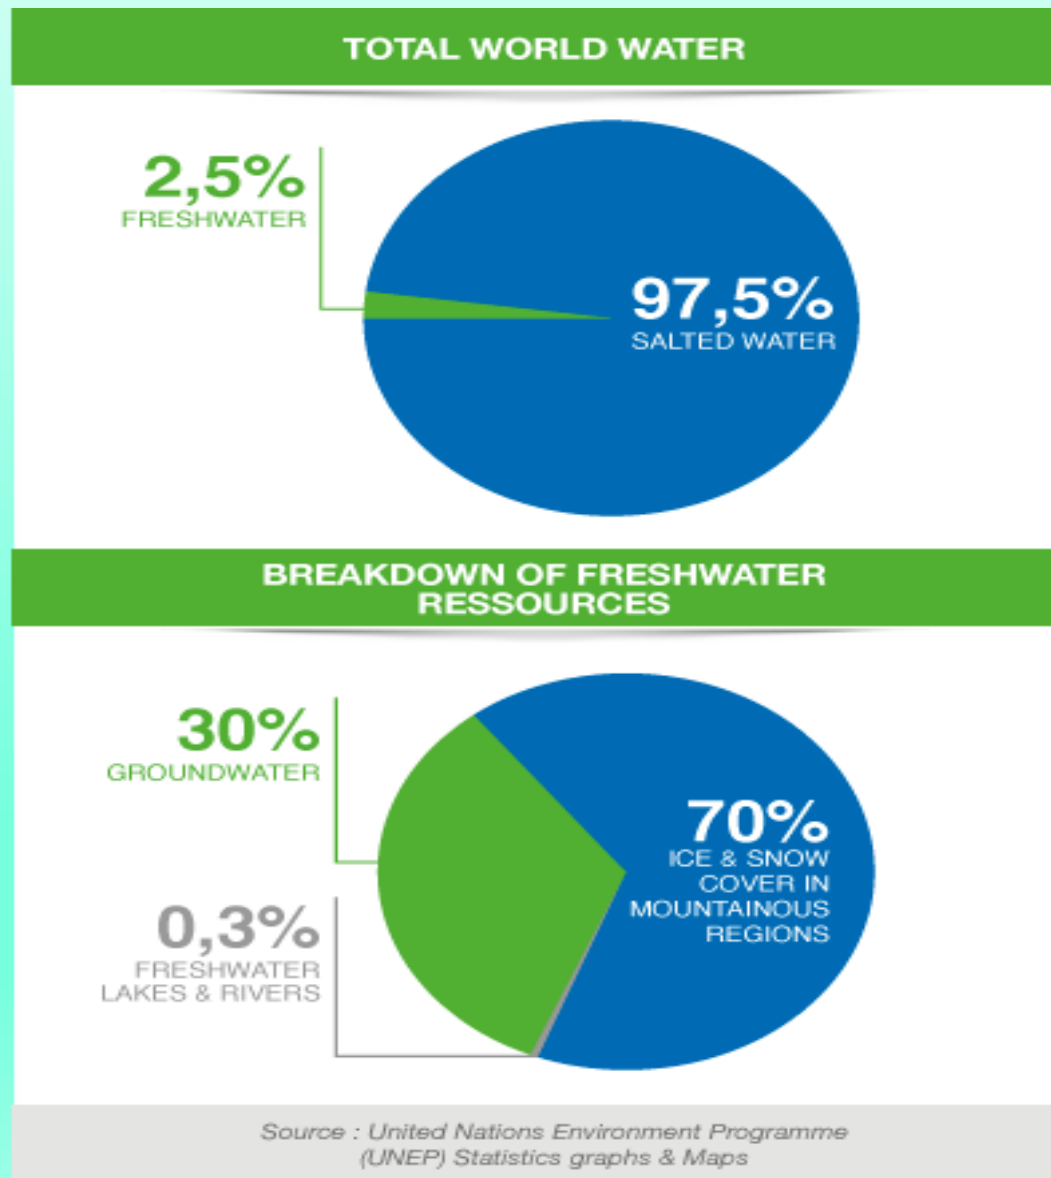 TOTAL WORLD WATER
2,5%
FRESHWATER
97,5%
SALTED WATER
BREAKDOWN OF FRESHWATER
RESSOURCES
30%
GROUNDWATER
70%
ICE & SNOW
COVER IN
MOUNTAINOUS
REGIONS
0,3%
FRESHWATER
LAKES & RIVERS
Source : United Nations Environment Programme
(UNEP) Statistics graphs & Maps